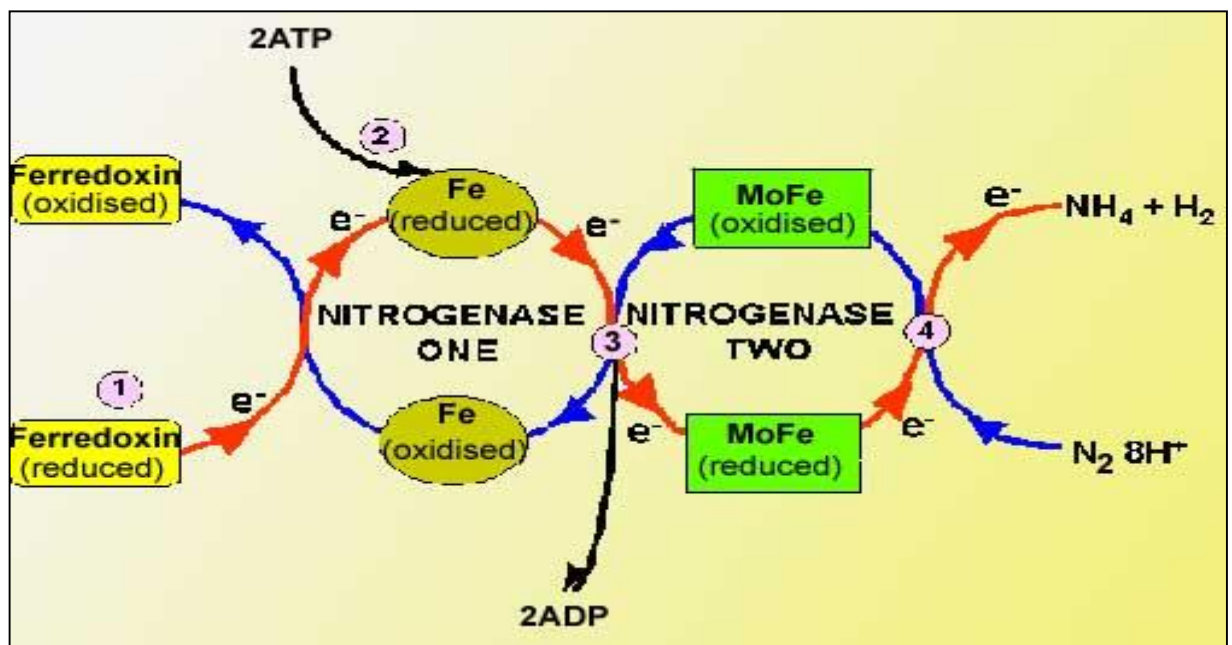 2ATP
2
Ferredoxin
(oxidised)
e-
Fe
(reduced)
e-
MoFe
(oxidised)
e-
NH₄ + H₂
NITROGENASE
ONE
3
NITROGENASE
TWO
4
1
Ferredoxin
(reduced)
e-
Fe
(oxidised)
e-
MoFe
(reduced)
e-
N₂ 8H⁺
2ADP